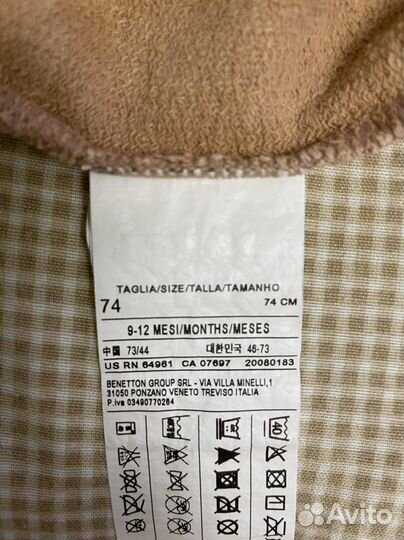 TAGLIA/SIZE/TALLA/TAMANHO
74 74 CM
9-12 MESI/MONTHS/MESES
中国 73/44 대한민국 48-73
US RN 64961 CA 07697 20080183
BENETTON GROUP SRL - VIA VILLA MINELLI,1
31050 PONZANO VENETO TREVISO ITALIA
P.iva 03490770264
40
Avito